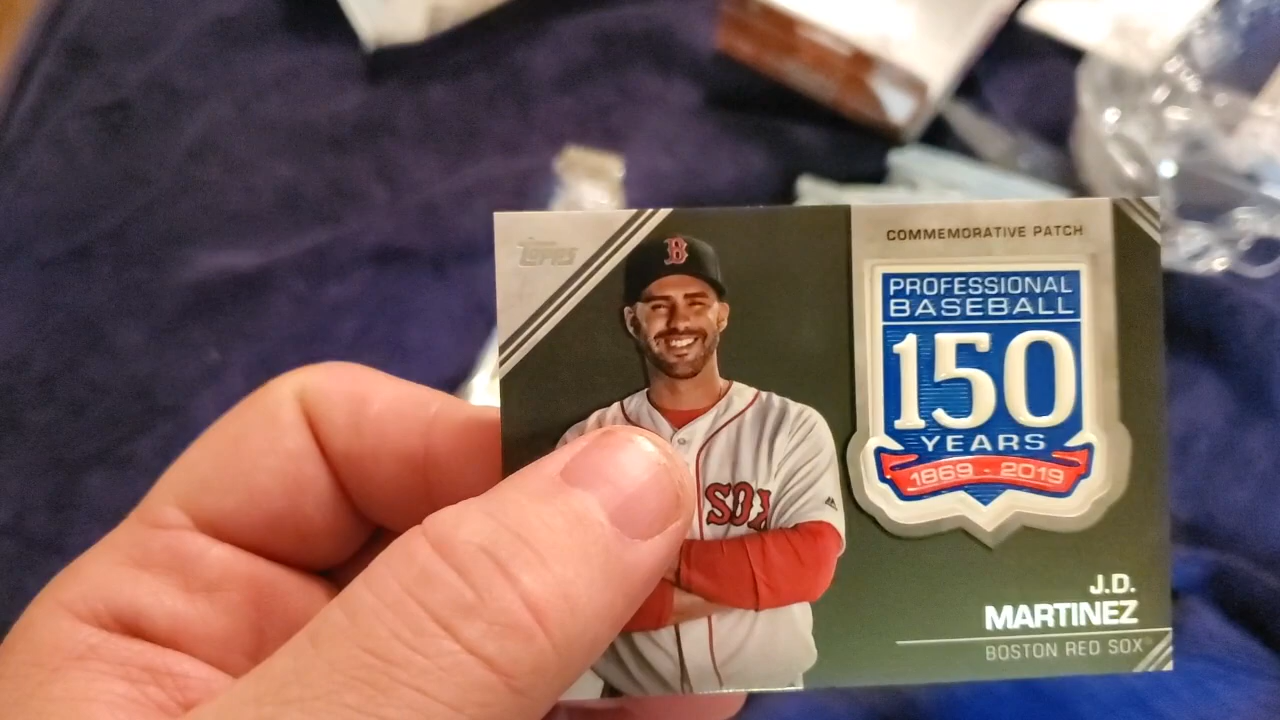 Topps
B
COMMEMORATIVE PATCH
PROFESSIONAL
BASEBALL
150
YEARS
1869 - 2019
SOX
J.D.
MARTINEZ
BOSTON RED SOX